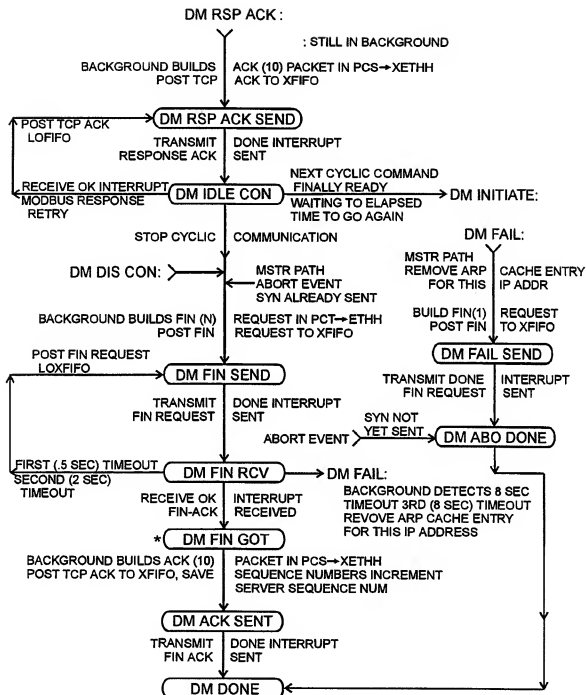 DM RSP ACK :
: STILL IN BACKGROUND
BACKGROUND BUILDS ACK (10) PACKET IN PCS→XETHH
POST TCP ACK TO XFIFO
DM RSP ACK SEND
POST TCP ACK
LOFIFO
TRANSMIT DONE INTERRUPT
RESPONSE ACK SENT
NEXT CYCLIC COMMAND
FINALLY READY
RECEIVE OK INTERRUPT
MODBUS RESPONSE
RETRY
DM IDLE CON
DM INITIATE:
WAITING TO ELAPSED
TIME TO GO AGAIN
STOP CYCLIC COMMUNICATION
DM FAIL:
DM DIS CON:
MSTR PATH
ABORT EVENT
SYN ALREADY SENT
MSTR PATH CACHE ENTRY
REMOVE ARP IP ADDR
FOR THIS
BACKGROUND BUILDS FIN (N) REQUEST IN PCT→ETHH
POST FIN REQUEST TO XFIFO
BUILD FIN(1) REQUEST
POST FIN TO XFIFO
DM FAIL SEND
POST FIN REQUEST
LOXFIFO
DM FIN SEND
TRANSMIT DONE INTERRUPT
FIN REQUEST SENT
TRANSMIT DONE INTERRUPT
FIN REQUEST SENT
SYN NOT
YET SENT
ABORT EVENT
DM ABO DONE
FIRST (.5 SEC) TIMEOUT
SECOND (2 SEC)
TIMEOUT
DM FIN RCV
DM FAIL:
RECEIVE OK INTERRUPT
FIN-ACK RECEIVED
BACKGROUND DETECTS 8 SEC
TIMEOUT 3RD (8 SEC) TIMEOUT
REVOVE ARP CACHE ENTRY
FOR THIS IP ADDRESS
* DM FIN GOT
BACKGROUND BUILDS ACK (10) PACKET IN PCS→XETHH
POST TCP ACK TO XFIFO, SAVE SEQUENCE NUMBERS INCREMENT
SERVER SEQUENCE NUM
DM ACK SENT
TRANSMIT DONE INTERRUPT
FIN ACK SENT
DM DONE